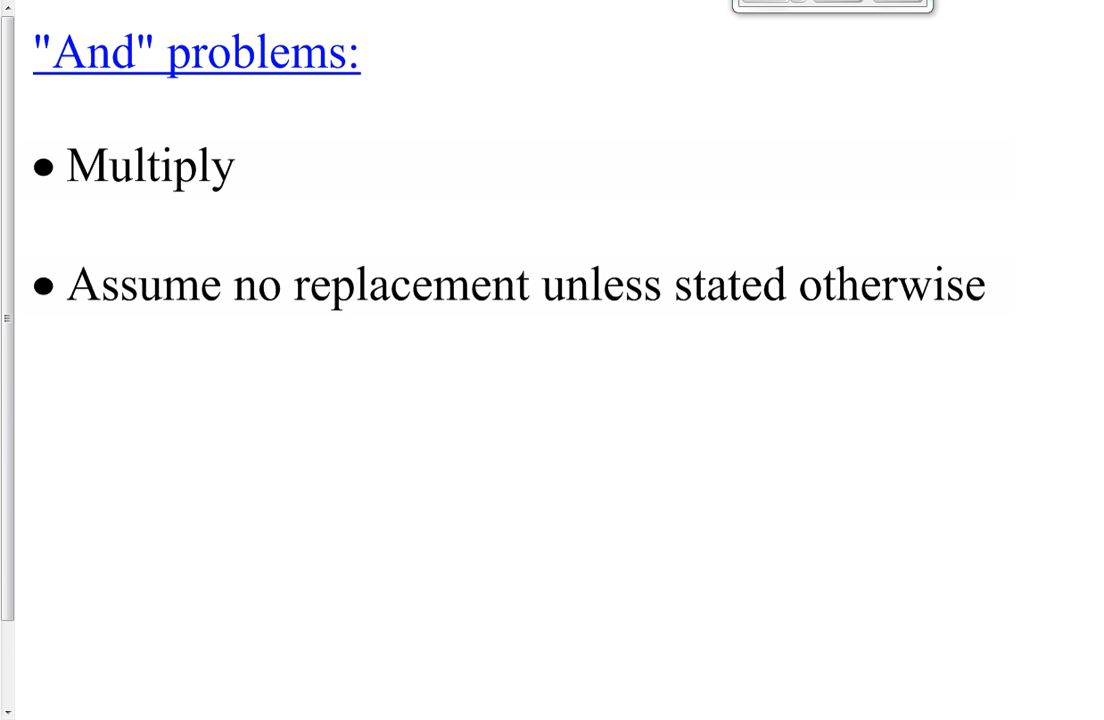 "And" problems:
• Multiply
• Assume no replacement unless stated otherwise